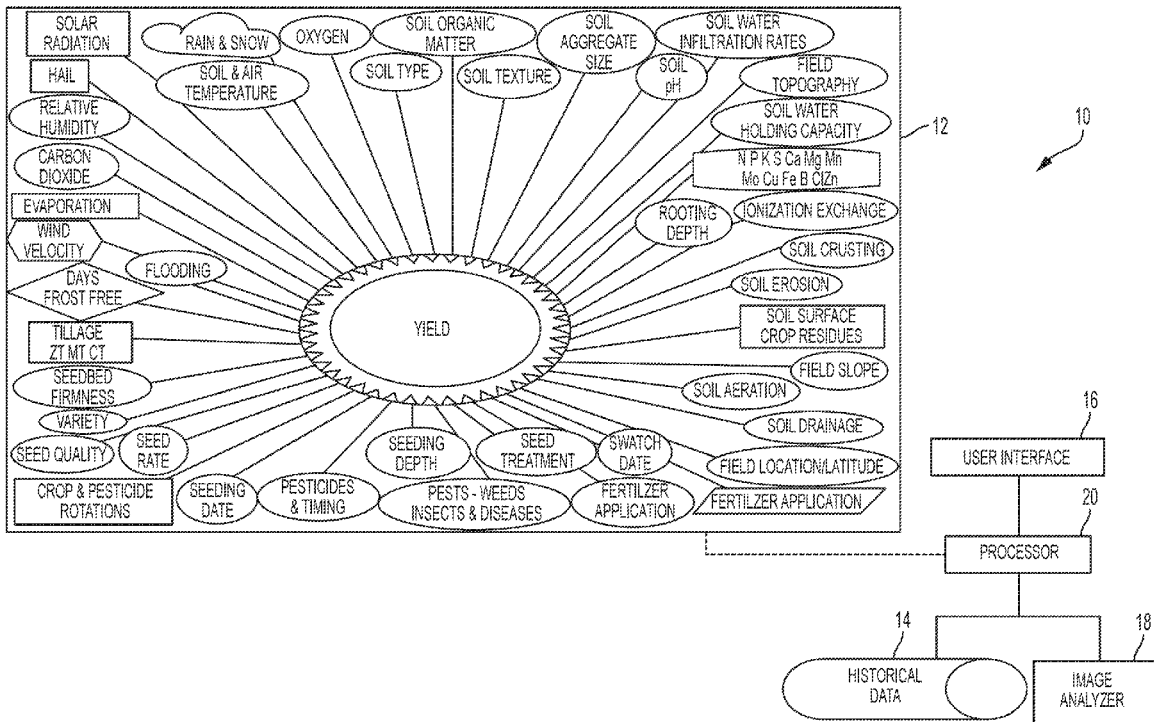 SOLAR
RADIATION
RAIN & SNOW
OXYGEN
SOIL ORGANIC
MATTER
SOIL
AGGREGATE
SIZE
SOIL WATER
INFILTRATION RATES
HAIL
SOIL & AIR
TEMPERATURE
SOIL TYPE
SOIL TEXTURE
SOIL
pH
FIELD
TOPOGRAPHY
RELATIVE
HUMIDITY
SOIL WATER
HOLDING CAPACITY
12
10
CARBON
DIOXIDE
N P K S Ca Mg Mn
Mo Cu Fe B ClZn
EVAPORATION
ROOTING
DEPTH
IONIZATION EXCHANGE
WIND
VELOCITY
SOIL CRUSTING
FLOODING
DAYS
FROST FREE
SOIL EROSION
YIELD
TILLAGE
ZT MT CT
SOIL SURFACE
CROP RESIDUES
SEEDBED
FIRMNESS
FIELD SLOPE
SOIL AERATION
VARIETY
SOIL DRAINAGE
SEED QUALITY
SEED
RATE
SEEDING
DEPTH
SEED
TREATMENT
SWATCH
DATE
FIELD LOCATION/LATITUDE
CROP & PESTICIDE
ROTATIONS
SEEDING
DATE
PESTICIDES
& TIMING
PESTS - WEEDS
INSECTS & DISEASES
FERTILZER
APPLICATION
FERTILZER APPLICATION
16
USER INTERFACE
20
PROCESSOR
14
HISTORICAL
DATA
18
IMAGE
ANALYZER